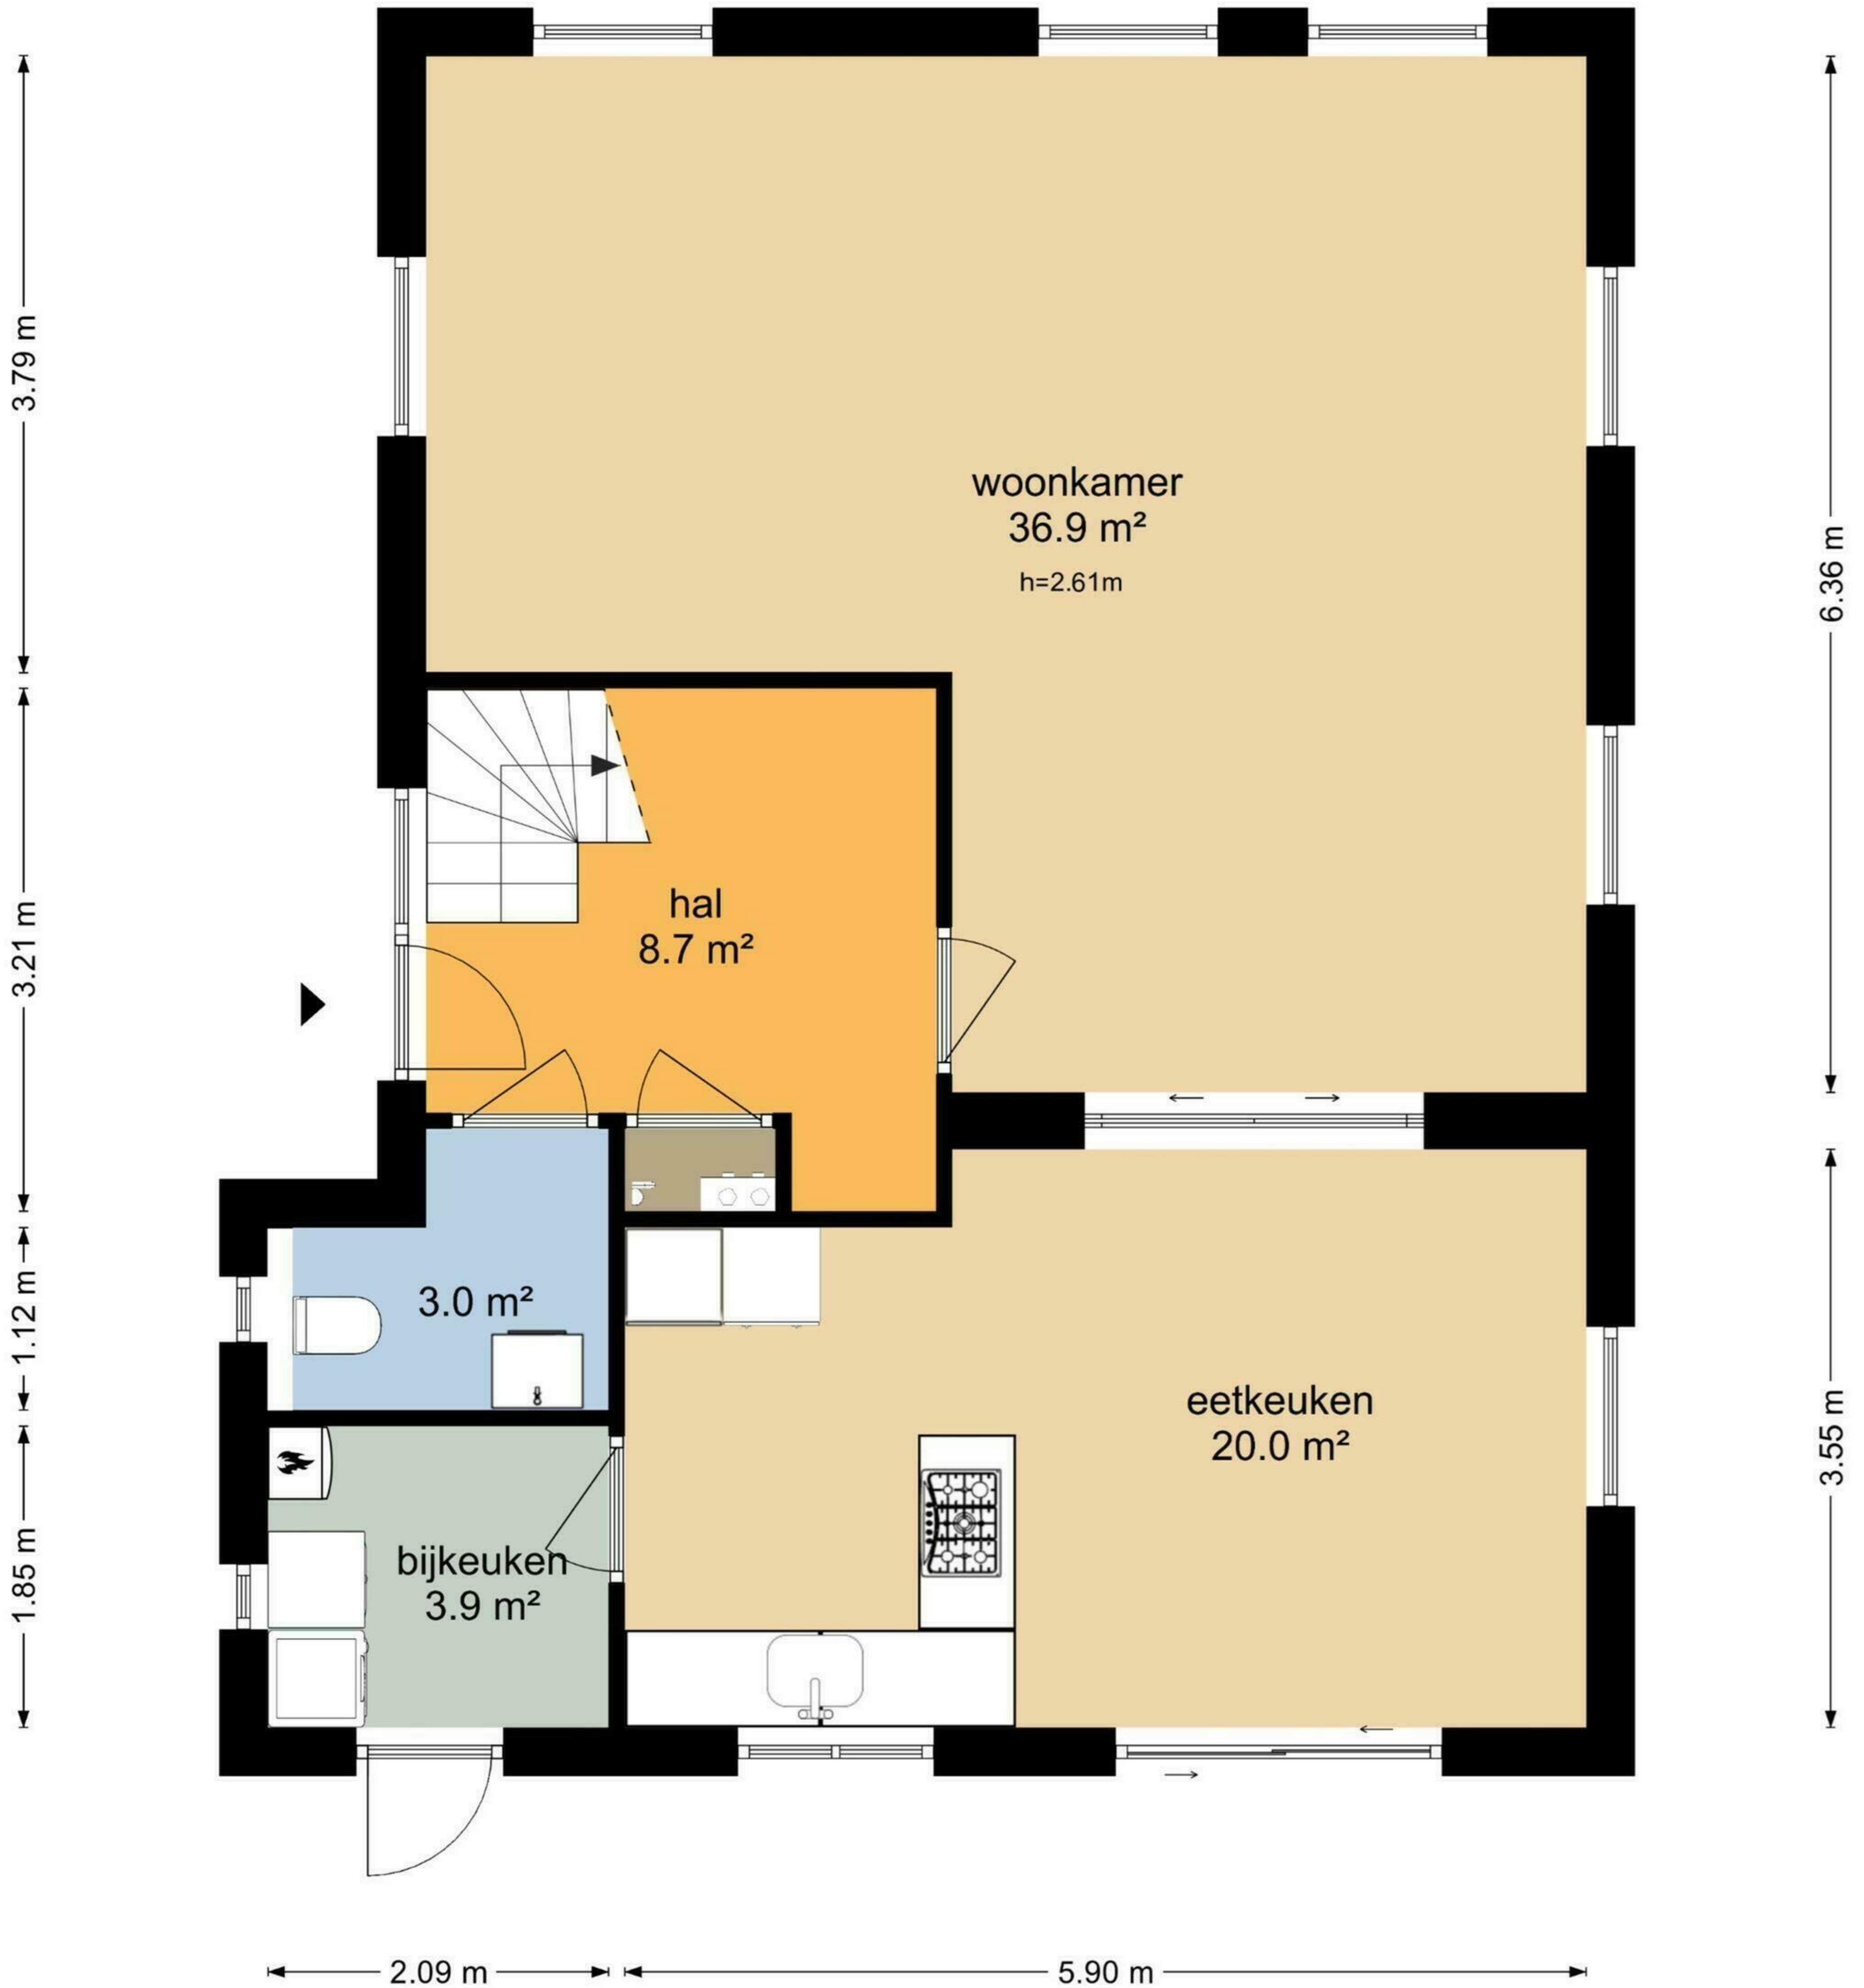 woonkamer
36.9 m²
h=2.61m
hal
8.7 m²
3.0 m²
eetkeuken
20.0 m²
bijkeuken
3.9 m²
3.79 m
3.21 m
1.12 m
1.85 m
6.36 m
3.55 m
2.09 m
5.90 m